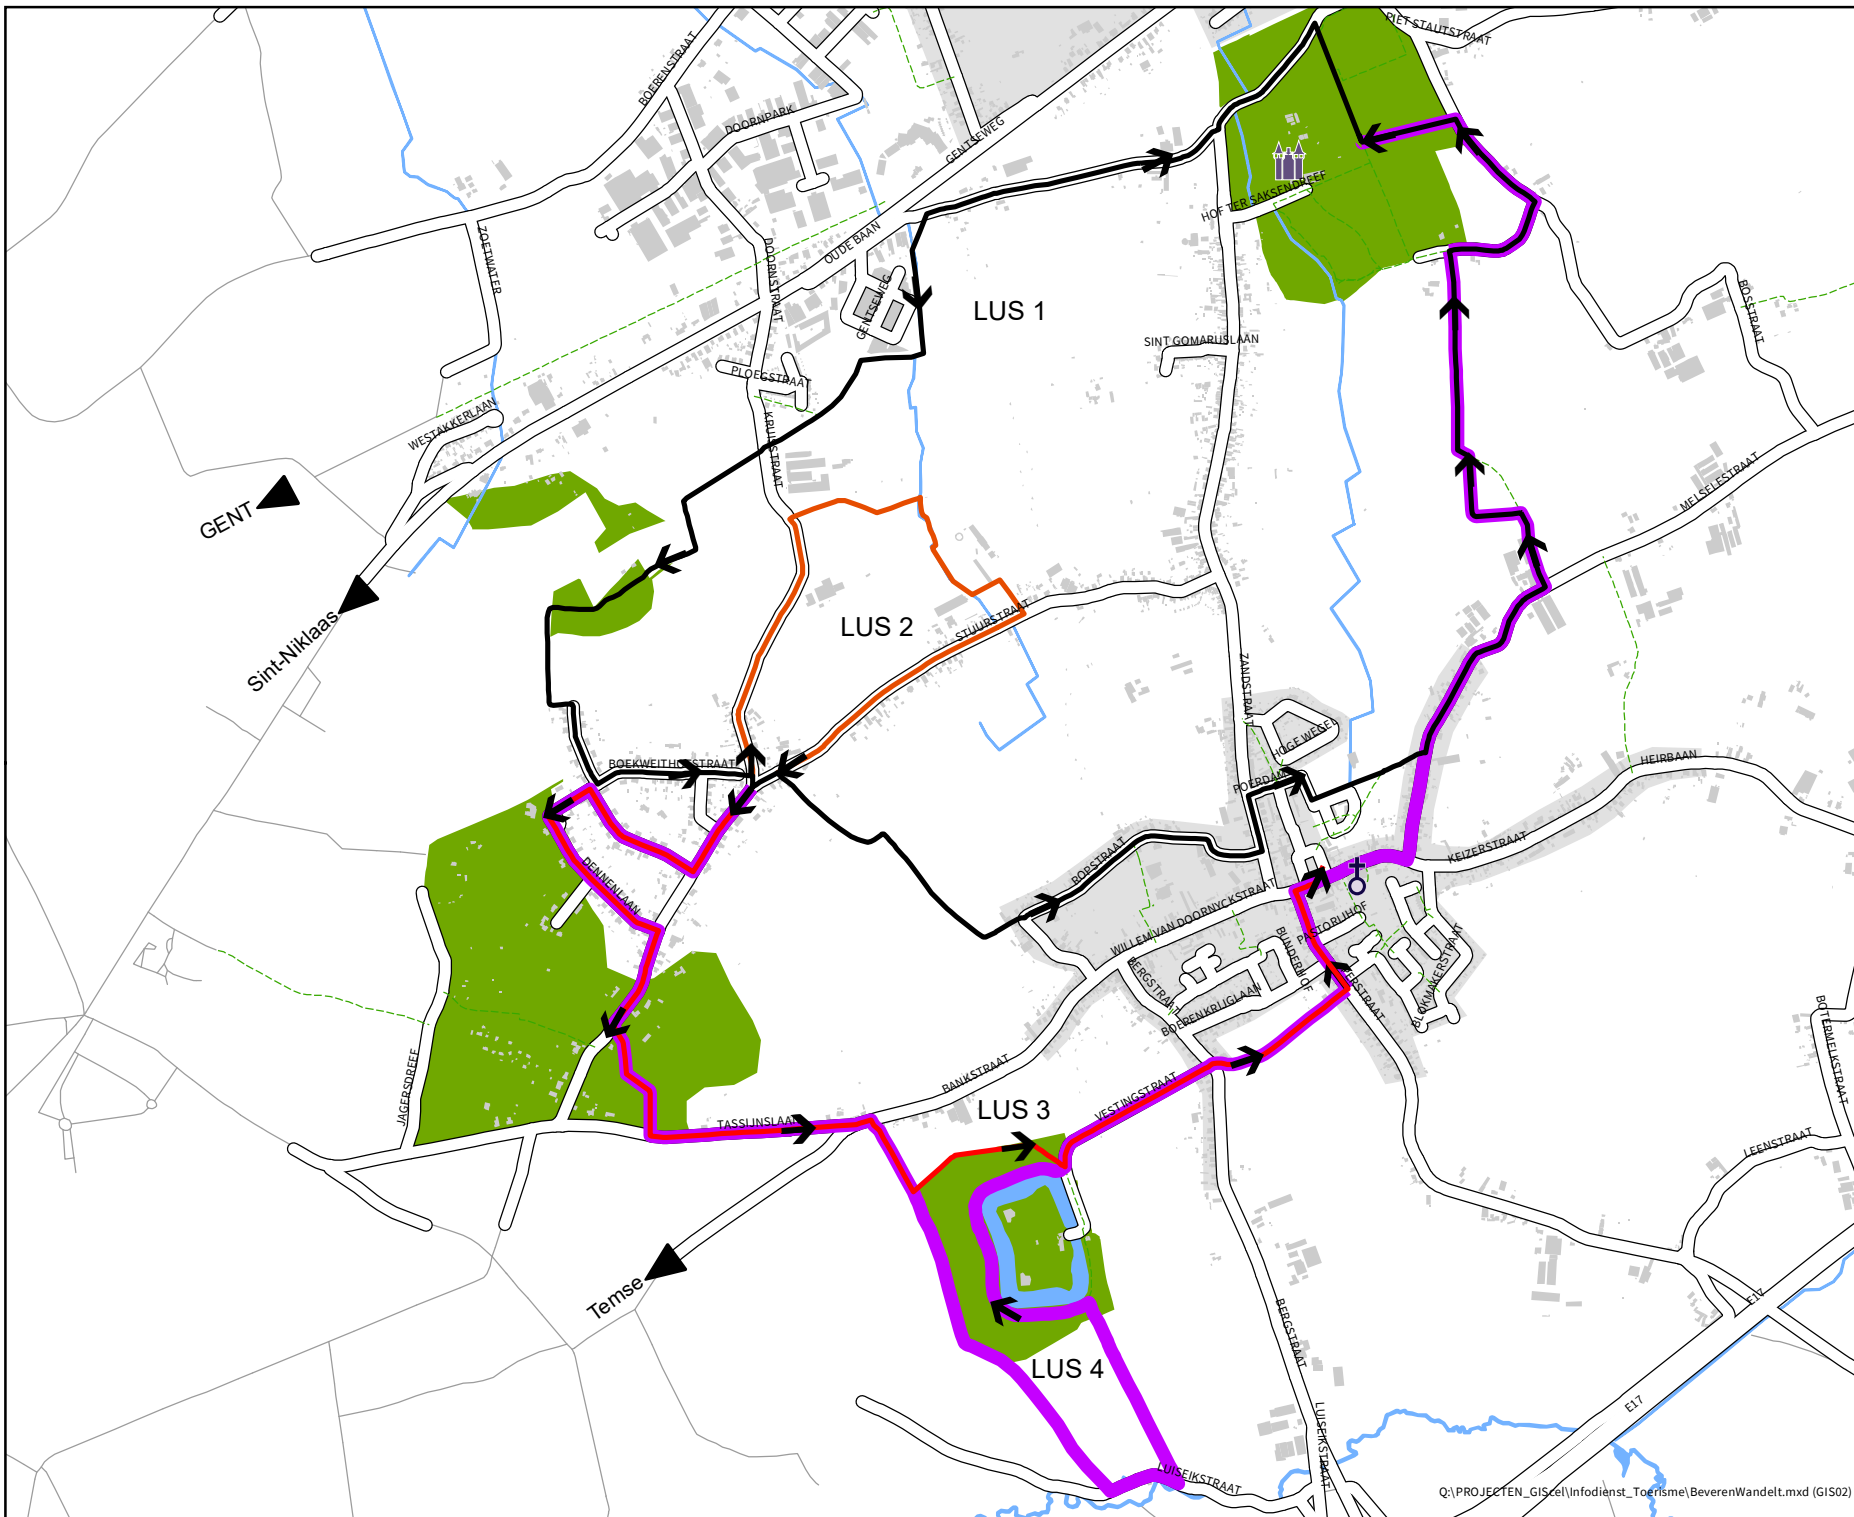 PIET STAUTSTRAAT
BOERENSTRAAT
DOORNPARK
GENTSEWEG
HOF TER SAKSENDREEF
ZOETWATER
DOORNSTRAAT
OUDE BAAN
GENTSEWEG
LUS 1
BOSSTRAAT
SINT GOMARUSLAAN
PLOEGSTRAAT
WESTAKKERLAAN
KRUISSTRAAT
MELSELESTRAAT
GENT
Sint-Niklaas
LUS 2
STUURSTRAAT
ZANDSTRAAT
HOGE WEGEL
BOEKWEITHOFSTRAAT
POERDAM
HEIRBAAN
BOPSTRAAT
KEIZERSTRAAT
DENNENLAAN
WILLEM VAN DOORNYCKSTRAAT
PASTORIJHOF
BUNDERHOF
BERGSTRAAT
BLOKMAKERSTRAAT
BOERENKRIJGLAAN
BOTERMELKSTRAAT
JAGERSDREEF
BANKSTRAAT
VESTINGSTRAAT
LUS 3
TASSIJNSLAAN
LEENSTRAAT
Temse
E17
BERGSTRAAT
LUS 4
E17
LUISEIKSTRAAT
LUISEIKSTRAAT
Q:\PROJECTEN_GIScel\Infodienst_Toerisme\BeverenWandelt.mxd (GIS02)